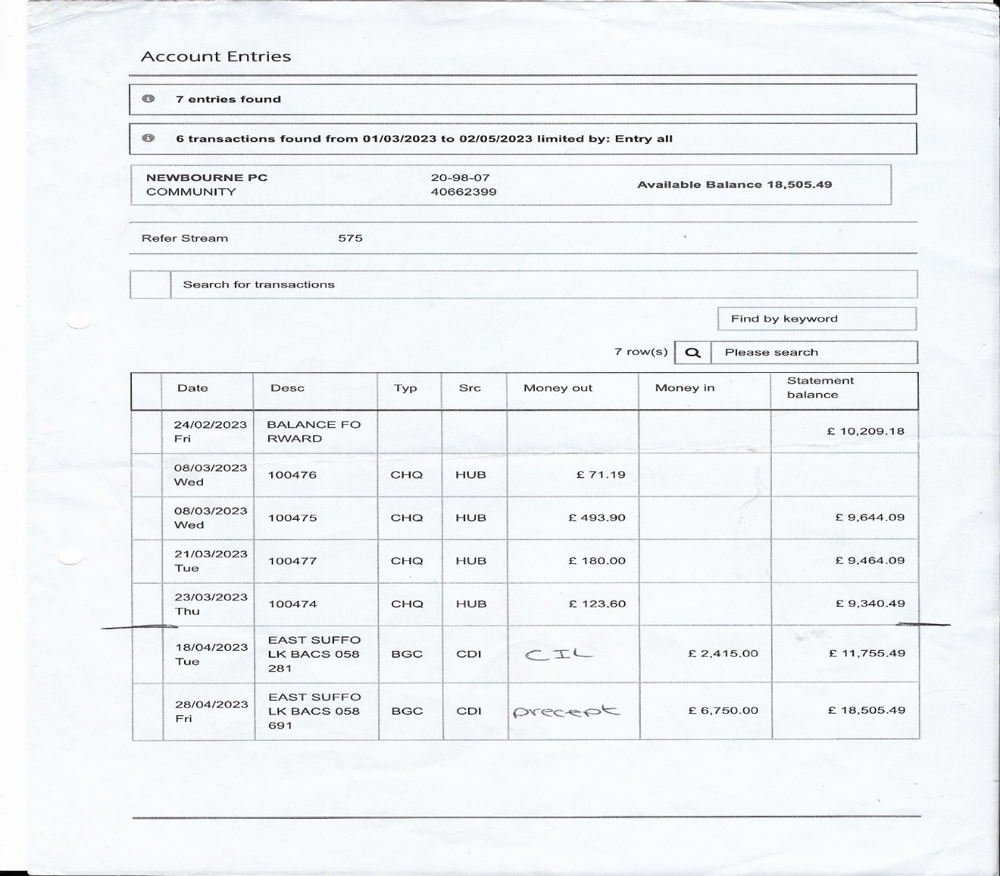 Account Entries
7 entries found
6 transactions found from 01/03/2023 to 02/05/2023 limited by: Entry all
NEWBOURNE PC 20-98-07
COMMUNITY 40662399 Available Balance 18,505.49
Refer Stream 575
Search for transactions
Find by keyword
7 row(s) Please search
Date Desc Typ Src Money out Money in Statement balance
24/02/2023 Fri BALANCE FO RWARD £ 10,209.18
08/03/2023 Wed 100476 CHQ HUB £ 71.19
08/03/2023 Wed 100475 CHQ HUB £ 493.90 £ 9,644.09
21/03/2023 Tue 100477 CHQ HUB £ 180.00 £ 9,464.09
23/03/2023 Thu 100474 CHQ HUB £ 123.60 £ 9,340.49
18/04/2023 Tue EAST SUFFO LK BACS 058 281 BGC CDI CIL £ 2,415.00 £ 11,755.49
28/04/2023 Fri EAST SUFFO LK BACS 058 691 BGC CDI precept £ 6,750.00 £ 18,505.49